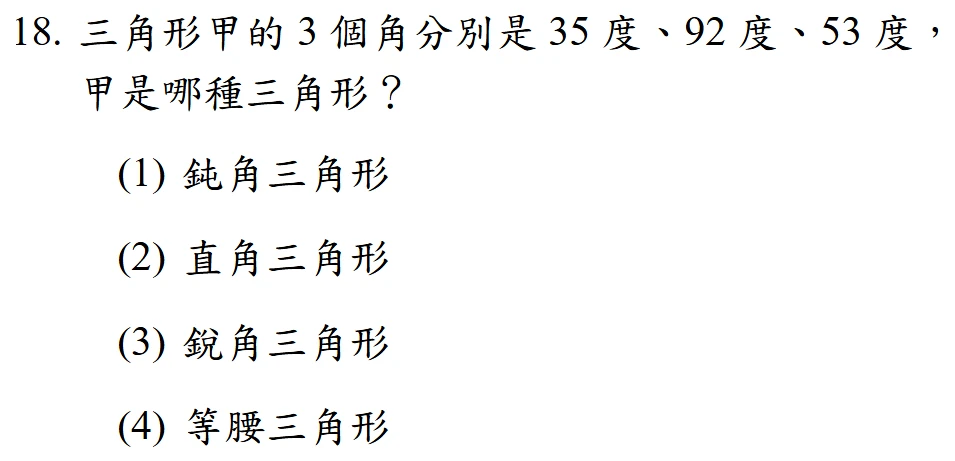 18. 三角形甲的 3 個角分別是 35 度、92 度、53 度，
甲是哪種三角形？
(1) 鈍角三角形
(2) 直角三角形
(3) 銳角三角形
(4) 等腰三角形